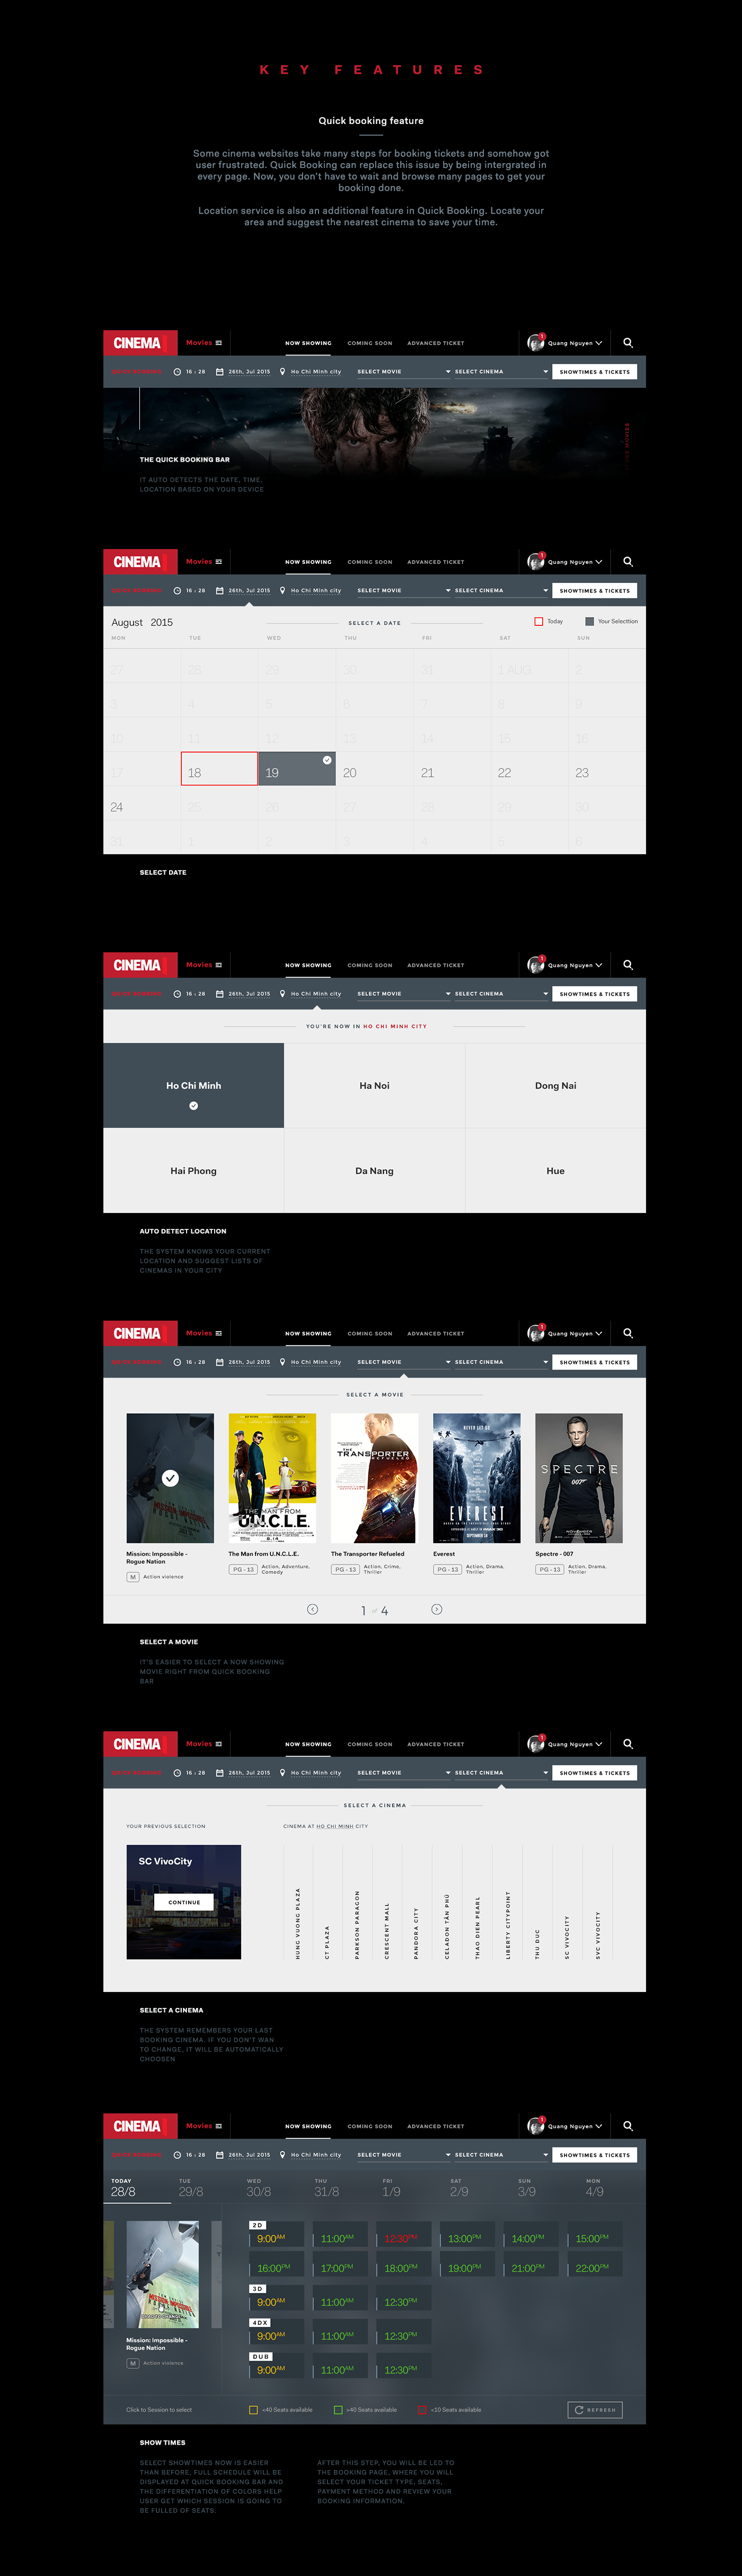 KEY FEATURES
Quick booking feature
Some cinema websites take many steps for booking tickets and somehow got
user frustrated. Quick Booking can replace this issue by being intergrated in
every page. Now, you don't have to wait and browse many pages to get your
booking done.
Location service is also an additional feature in Quick Booking. Locate your
area and suggest the nearest cinema to save your time.
CINEMA Movies NOW SHOWING COMING SOON ADVANCED TICKET 1 Quang Nguyen
QUICK BOOKING 16 : 28 26th, Jul 2015 Ho Chi Minh city SELECT MOVIE SELECT CINEMA SHOWTIMES & TICKETS
THE QUICK BOOKING BAR
IT AUTO DETECTS THE DATE, TIME,
LOCATION BASED ON YOUR DEVICE
CINEMA Movies NOW SHOWING COMING SOON ADVANCED TICKET 1 Quang Nguyen
QUICK BOOKING 16 : 28 26th, Jul 2015 Ho Chi Minh city SELECT MOVIE SELECT CINEMA SHOWTIMES & TICKETS
August 2015 SELECT A DATE Today Your Selecttion
MON TUE WED THU FRI SAT SUN
27 28 29 30 31 1 AUG 2
3 4 5 6 7 8 9
10 11 12 13 14 15 16
17 18 19 20 21 22 23
24 25 26 27 28 29 30
31 1 2 3 4 5 6
SELECT DATE
CINEMA Movies NOW SHOWING COMING SOON ADVANCED TICKET 1 Quang Nguyen
QUICK BOOKING 16 : 28 26th, Jul 2015 Ho Chi Minh city SELECT MOVIE SELECT CINEMA SHOWTIMES & TICKETS
YOU'RE NOW IN HO CHI MINH CITY
Ho Chi Minh Ha Noi Dong Nai
Hai Phong Da Nang Hue
AUTO DETECT LOCATION
THE SYSTEM KNOWS YOUR CURRENT
LOCATION AND SUGGEST LISTS OF
CINEMAS IN YOUR CITY
CINEMA Movies NOW SHOWING COMING SOON ADVANCED TICKET 1 Quang Nguyen
QUICK BOOKING 16 : 28 26th, Jul 2015 Ho Chi Minh city SELECT MOVIE SELECT CINEMA SHOWTIMES & TICKETS
SELECT A MOVIE
THE MAN FROM
U.N.C.L.E.
THE
TRANSPORTER
REFUELED
NEVER LET GO
EVEREST
SPECTRE
007
Mission: Impossible -
Rogue Nation
M Action violence
The Man from U.N.C.L.E.
PG - 13 Action, Adventure,
Comedy
The Transporter Refueled
PG - 13 Action, Crime,
Thriller
Everest
PG - 13 Action, Drama,
Thriller
Spectre - 007
PG - 13 Action, Drama,
Thriller
1 of 4
SELECT A MOVIE
IT'S EASIER TO SELECT A NOW SHOWING
MOVIE RIGHT FROM QUICK BOOKING
BAR
CINEMA Movies NOW SHOWING COMING SOON ADVANCED TICKET 1 Quang Nguyen
QUICK BOOKING 16 : 28 26th, Jul 2015 Ho Chi Minh city SELECT MOVIE SELECT CINEMA SHOWTIMES & TICKETS
SELECT A CINEMA
YOUR PREVIOUS SELECTION CINEMA AT HO CHI MINH CITY
SC VivoCity
CONTINUE
HUNG VUONG PLAZA
CT PLAZA
PARKSON PARAGON
CRESCENT MALL
PANDORA CITY
CELADON TÂN PHÚ
THAO DIEN PEARL
LIBERTY CITYPOINT
THU DUC
SC VIVOCITY
SVC VIVOCITY
SELECT A CINEMA
THE SYSTEM REMEMBERS YOUR LAST
BOOKING CINEMA. IF YOU DON'T WAN
TO CHANGE, IT WILL BE AUTOMATICALLY
CHOOSEN
CINEMA Movies NOW SHOWING COMING SOON ADVANCED TICKET 1 Quang Nguyen
QUICK BOOKING 16 : 28 26th, Jul 2015 Ho Chi Minh city SELECT MOVIE SELECT CINEMA SHOWTIMES & TICKETS
TODAY TUE WED THU FRI SAT SUN MON
28/8 29/8 30/8 31/8 1/9 2/9 3/9 4/9
2D
9:00AM 11:00AM 12:30PM 13:00PM 14:00PM 15:00PM
16:00PM 17:00PM 18:00PM 19:00PM 21:00PM 22:00PM
3D
9:00AM 11:00AM 12:30PM
4DX
9:00AM 11:00AM 12:30PM
DUB
9:00AM 11:00AM 12:30PM
Mission: Impossible -
Rogue Nation
M Action violence
Click to Session to select <40 Seats available >40 Seats available <10 Seats available REFRESH
SHOW TIMES
SELECT SHOWTIMES NOW IS EASIER
THAN BEFORE, FULL SCHEDULE WILL BE
DISPLAYED AT QUICK BOOKING BAR AND
THE DIFFERENTIATION OF COLORS HELP
USER GET WHICH SESSION IS GOING TO
BE FULLED OF SEATS.
AFTER THIS STEP, YOU WILL BE LED TO
THE BOOKING PAGE, WHERE YOU WILL
SELECT YOUR TICKET TYPE, SEATS,
PAYMENT METHOD AND REVIEW YOUR
BOOKING INFORMATION.